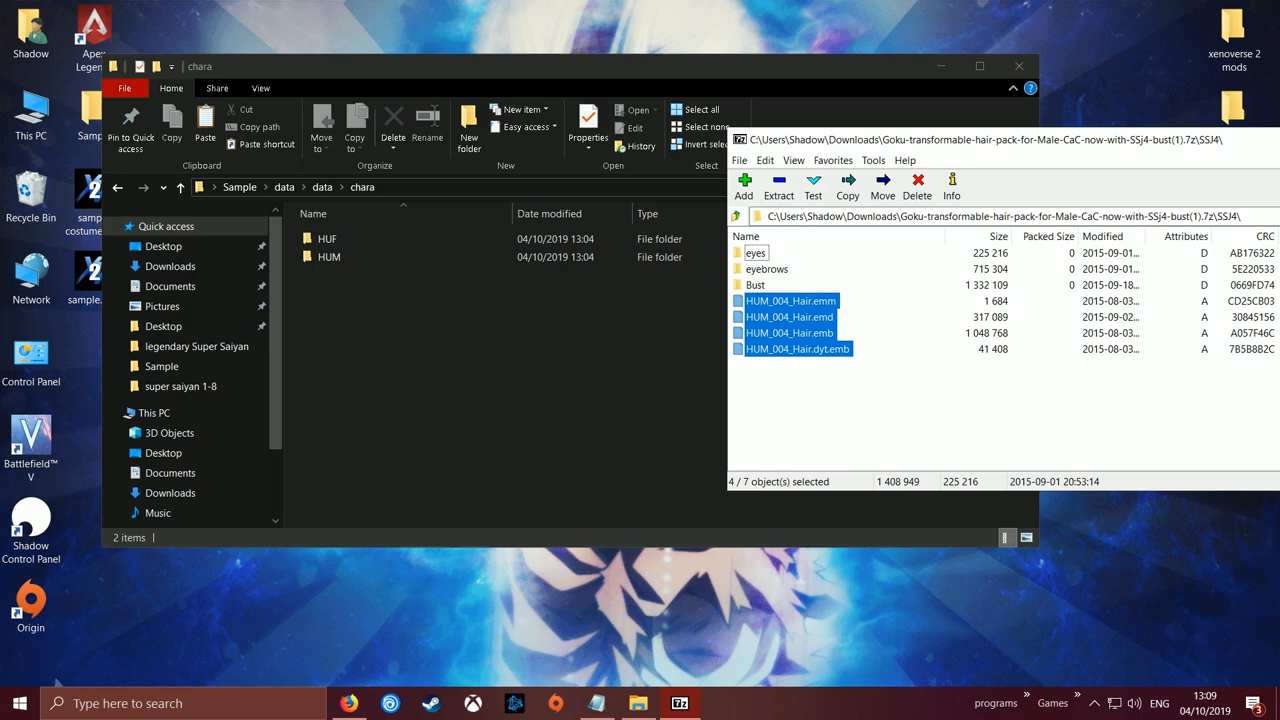 Shadow
Apex
Legen...
This PC
Samp
Recycle Bin
samp
costume
Network
sample.
Control Panel
Battlefield™
V
Shadow
Control Panel
Origin
xenoverse 2
mods
chara
File
Home
Share
View
?
Pin to Quick
access
Copy
Paste
Cut
Copy path
Paste shortcut
Clipboard
Move
to
Copy
to
Delete
Rename
Organize
New
folder
New item
Easy access
New
Properties
Open
Edit
History
Open
Select all
Select none
Invert selec
Select
Sample
data
data
chara
Quick access
Desktop
Downloads
Documents
Pictures
Desktop
legendary Super Saiyan
Sample
super saiyan 1-8
This PC
3D Objects
Desktop
Documents
Downloads
Music
Name
Date modified
Type
HUF
04/10/2019 13:04
File folder
HUM
04/10/2019 13:04
File folder
2 items
7z
C:\Users\Shadow\Downloads\Goku-transformable-hair-pack-for-Male-CaC-now-with-SSj4-bust(1).7z\SSJ4\
File
Edit
View
Favorites
Tools
Help
Add
Extract
Test
Copy
Move
Delete
Info
C:\Users\Shadow\Downloads\Goku-transformable-hair-pack-for-Male-CaC-now-with-SSj4-bust(1).7z\SSJ4\
Name Size Packed Size Modified Attributes CRC
eyes 225 216 0 2015-09-01... D AB176322
eyebrows 715 304 0 2015-09-01... D 5E220533
Bust 1 332 109 0 2015-09-18... D 0669FD74
HUM_004_Hair.emm 1 684 2015-08-03... A CD25CB03
HUM_004_Hair.emd 317 089 2015-08-03... A 30845156
HUM_004_Hair.emb 1 048 768 2015-08-03... A A057F46C
HUM_004_Hair.dyt.emb 41 408 2015-08-03... A 7B5B8B2C
4 / 7 object(s) selected 1 408 949 225 216 2015-09-01 20:53:14
Type here to search
7z
programs
»
Games
»
ENG
13:09
04/10/2019
3